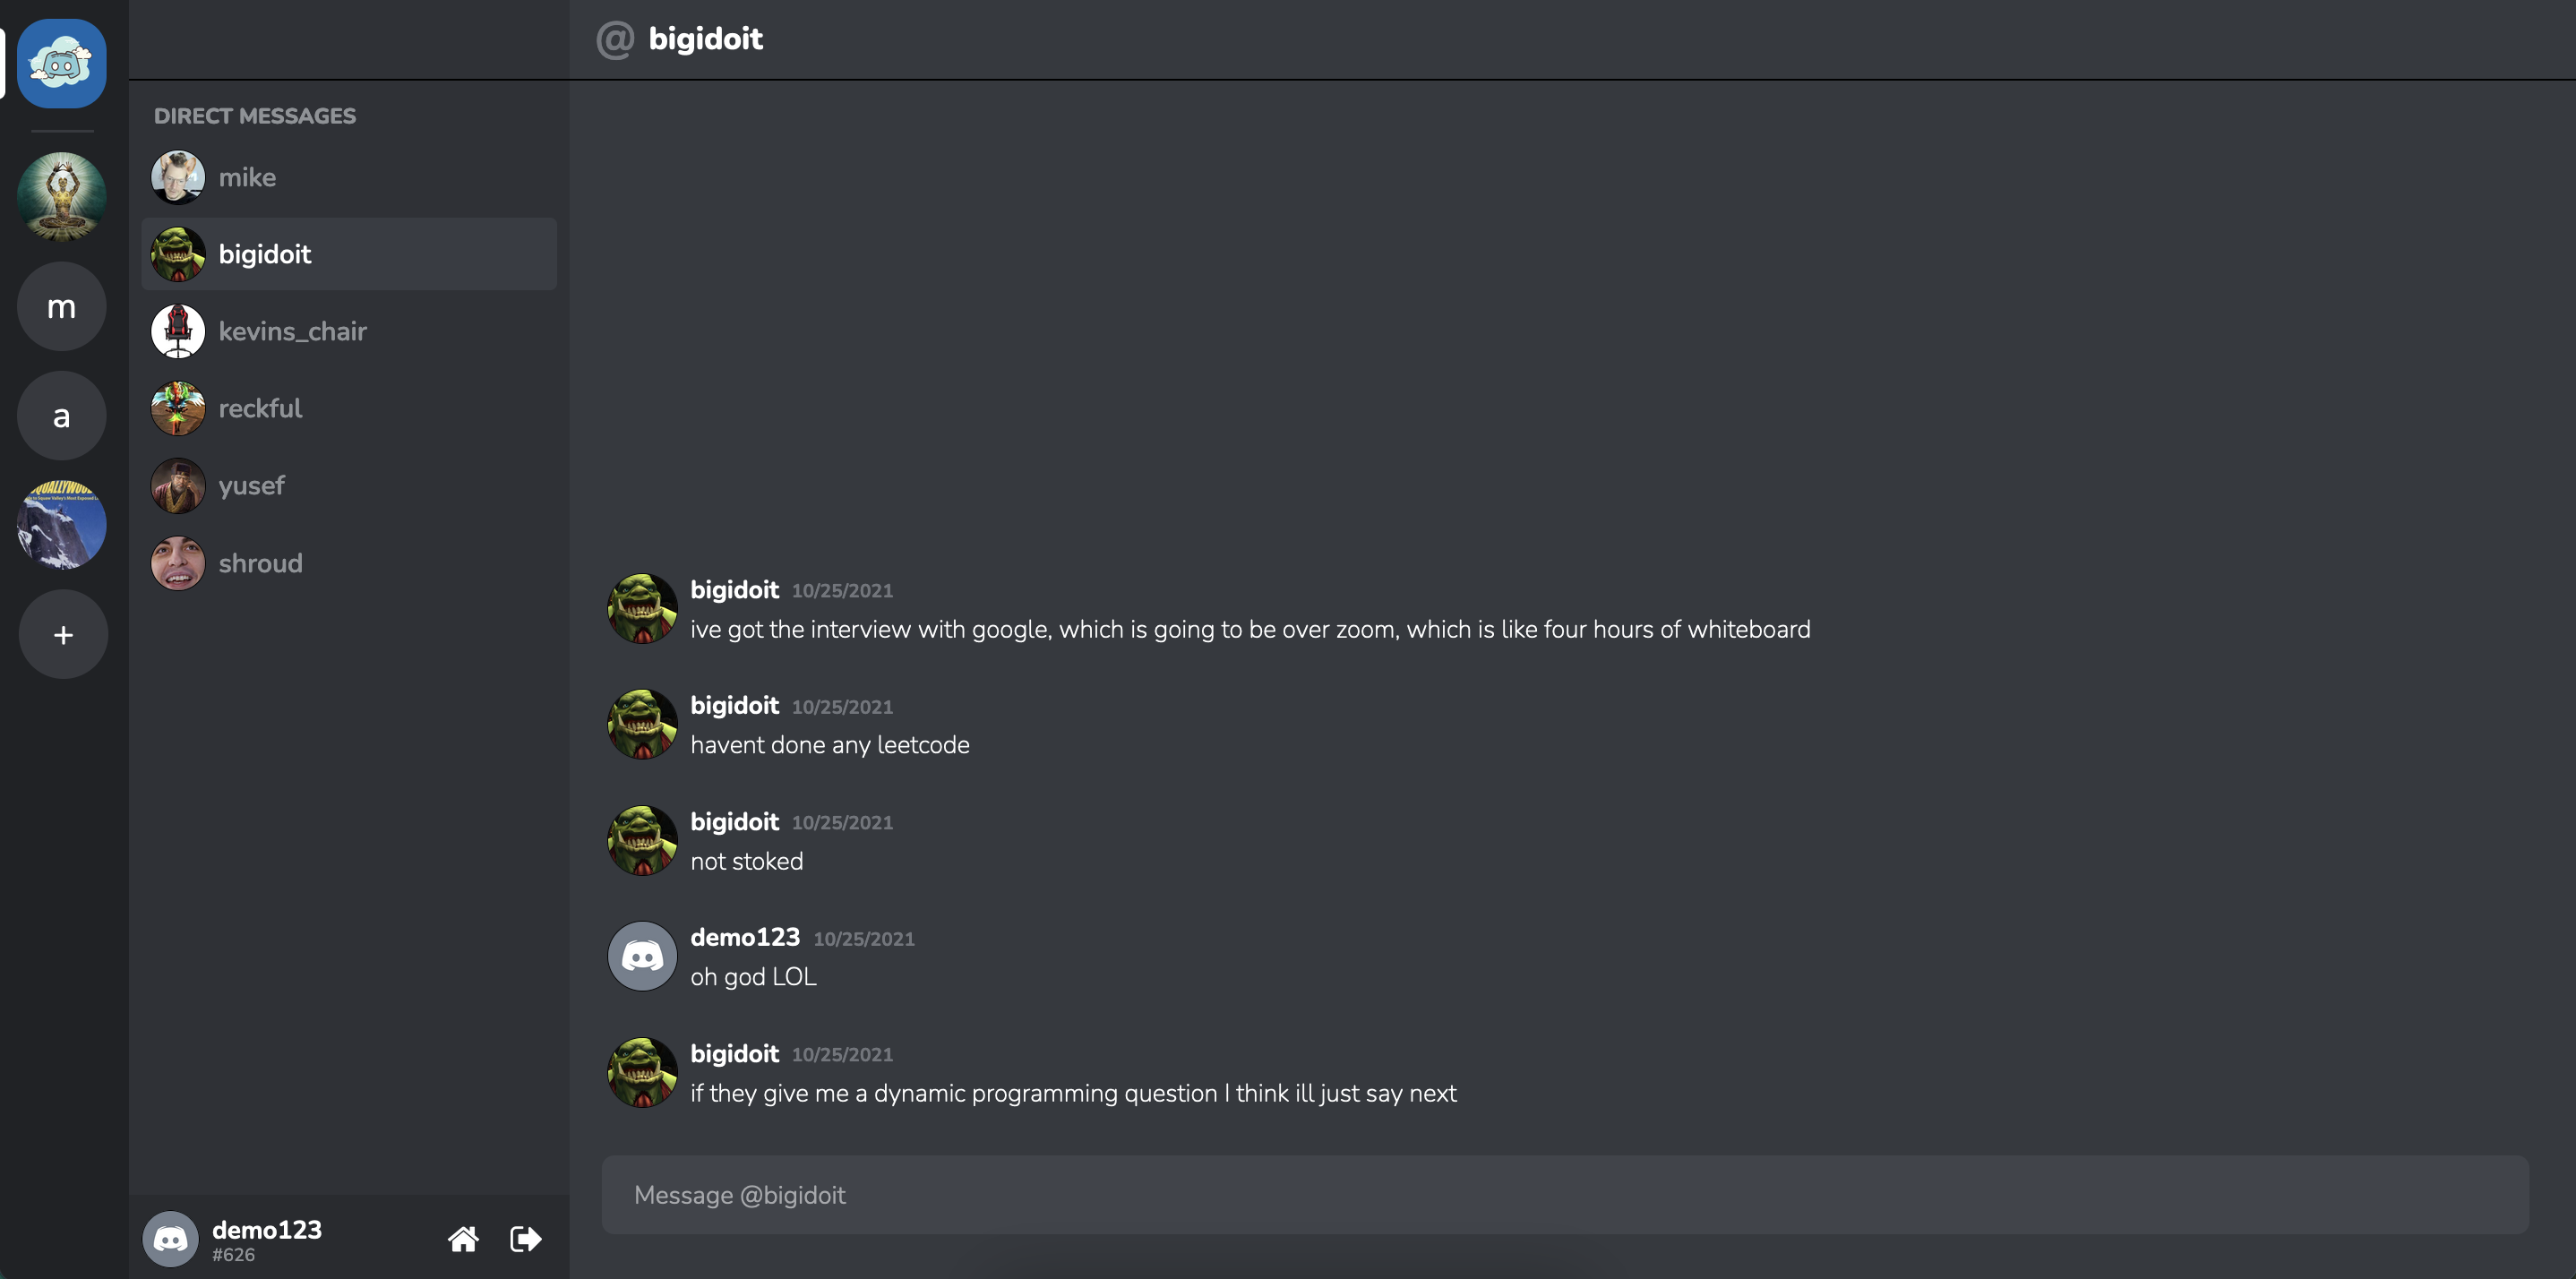 @ bigidoit
DIRECT MESSAGES
mike
bigidoit
kevins_chair
reckful
yusef
shroud
m
a
+
bigidoit 10/25/2021
ive got the interview with google, which is going to be over zoom, which is like four hours of whiteboard
bigidoit 10/25/2021
havent done any leetcode
bigidoit 10/25/2021
not stoked
demo123 10/25/2021
oh god LOL
bigidoit 10/25/2021
if they give me a dynamic programming question I think ill just say next
Message @bigidoit
demo123
#626